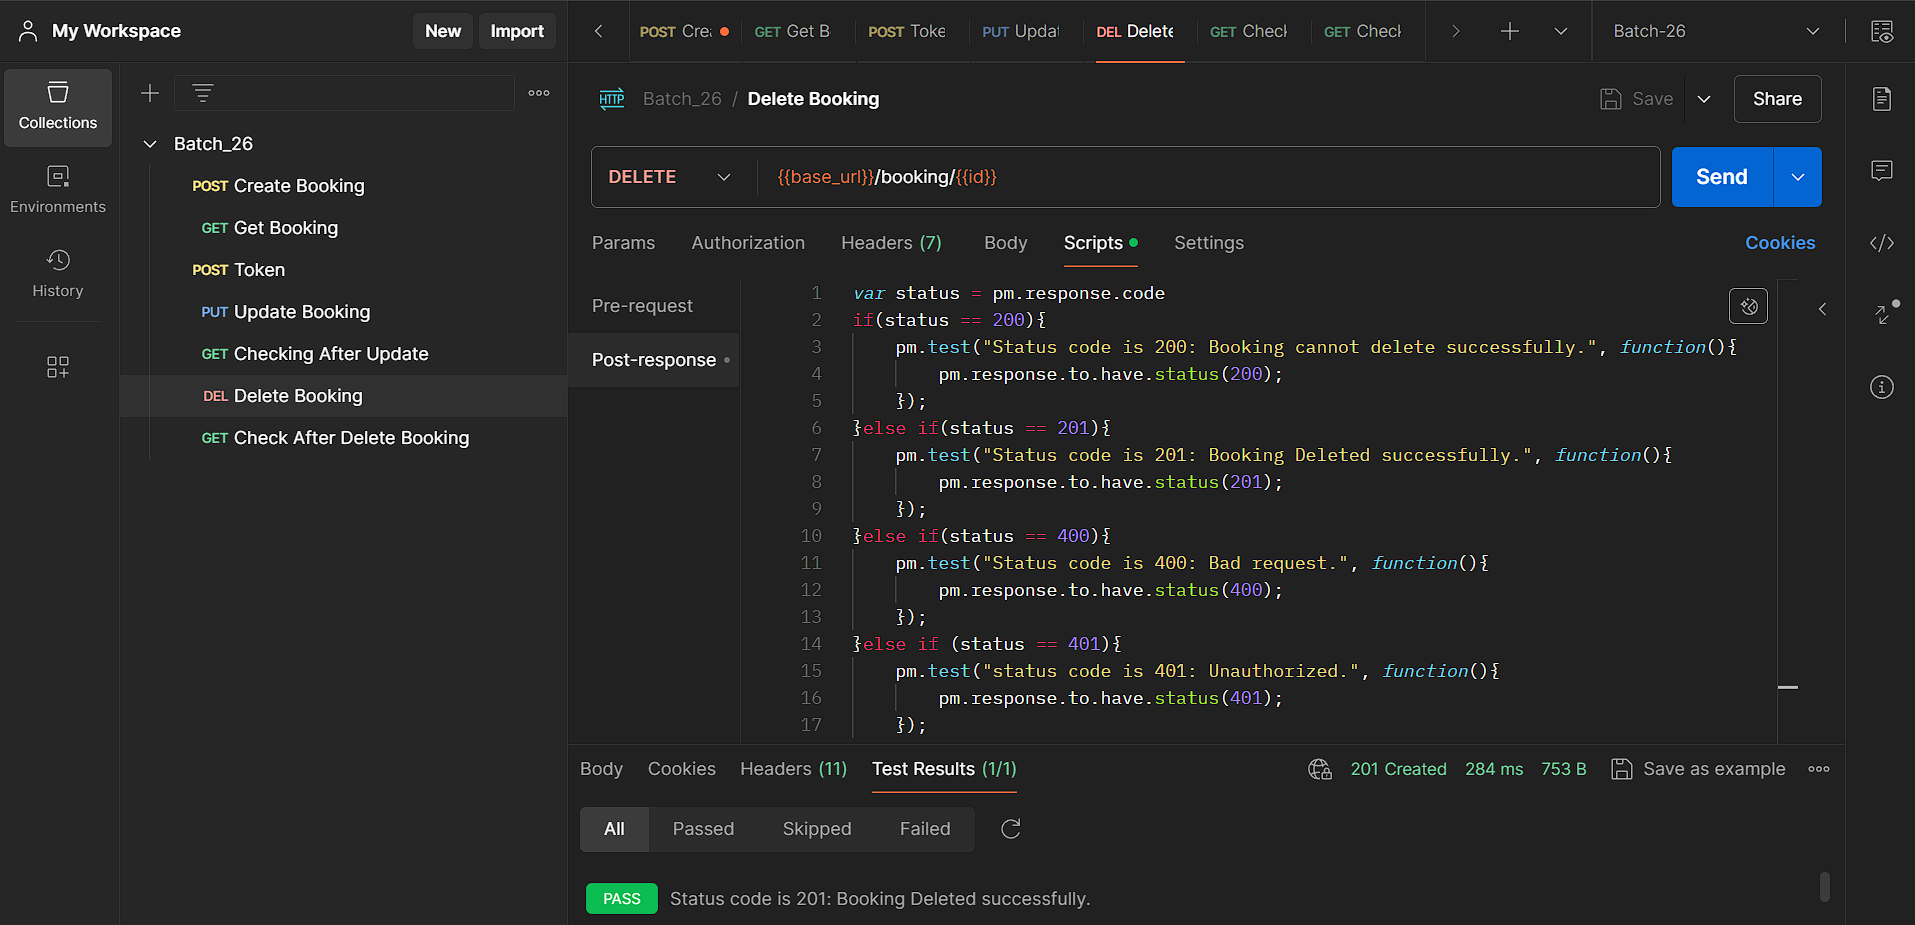 My Workspace
New
Import
POST Cre
GET Get B
POST Toke
PUT Upda
DEL Delete
GET Check
GET Check
Batch-26
Collections
Environments
History
Batch_26
POST Create Booking
GET Get Booking
POST Token
PUT Update Booking
GET Checking After Update
DEL Delete Booking
GET Check After Delete Booking
HTTP Batch_26 / Delete Booking
Save
Share
DELETE
{{base_url}}/booking/{{id}}
Send
Params
Authorization
Headers (7)
Body
Scripts
Settings
Cookies
Pre-request
Post-response
1 var status = pm.response.code
2 if(status == 200){
3 pm.test("Status code is 200: Booking cannot delete successfully.", function(){
4 pm.response.to.have.status(200);
5 });
6 }else if(status == 201){
7 pm.test("Status code is 201: Booking Deleted successfully.", function(){
8 pm.response.to.have.status(201);
9 });
10 }else if(status == 400){
11 pm.test("Status code is 400: Bad request.", function(){
12 pm.response.to.have.status(400);
13 });
14 }else if (status == 401){
15 pm.test("status code is 401: Unauthorized.", function(){
16 pm.response.to.have.status(401);
17 });
Body
Cookies
Headers (11)
Test Results (1/1)
201 Created
284 ms
753 B
Save as example
All
Passed
Skipped
Failed
PASS
Status code is 201: Booking Deleted successfully.